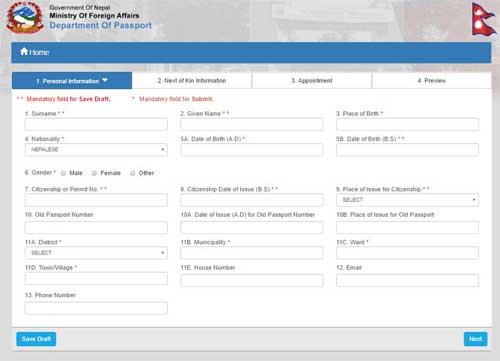 Government Of Nepal
Ministry Of Foreign Affairs
Department Of Passport
Home
1. Personal Information
2. Next of Kin Information
3. Appointment
4. Preview
* * Mandatory field for Save Draft.
* Mandatory field for Submit.
1. Surname * *
2. Given Name * *
3. Place of Birth *
4. Nationality *
5A. Date of Birth (A.D) *
5B. Date of Birth (B.S) * *
NEPALESE
6. Gender * Male Female Other
7. Citizenship or Permit No. * *
8. Citizenship Date of Issue (B.S) * *
9. Place of Issue for Citizenship * *
SELECT
10. Old Passport Number
10A. Date of Issue (A.D) for Old Passport Number
10B. Place of Issue for Old Passport
11A. District *
11B. Municipality *
11C. Ward *
SELECT
11D. Town/Village *
11E. House Number
12. Email
13. Phone Number
Save Draft
Next